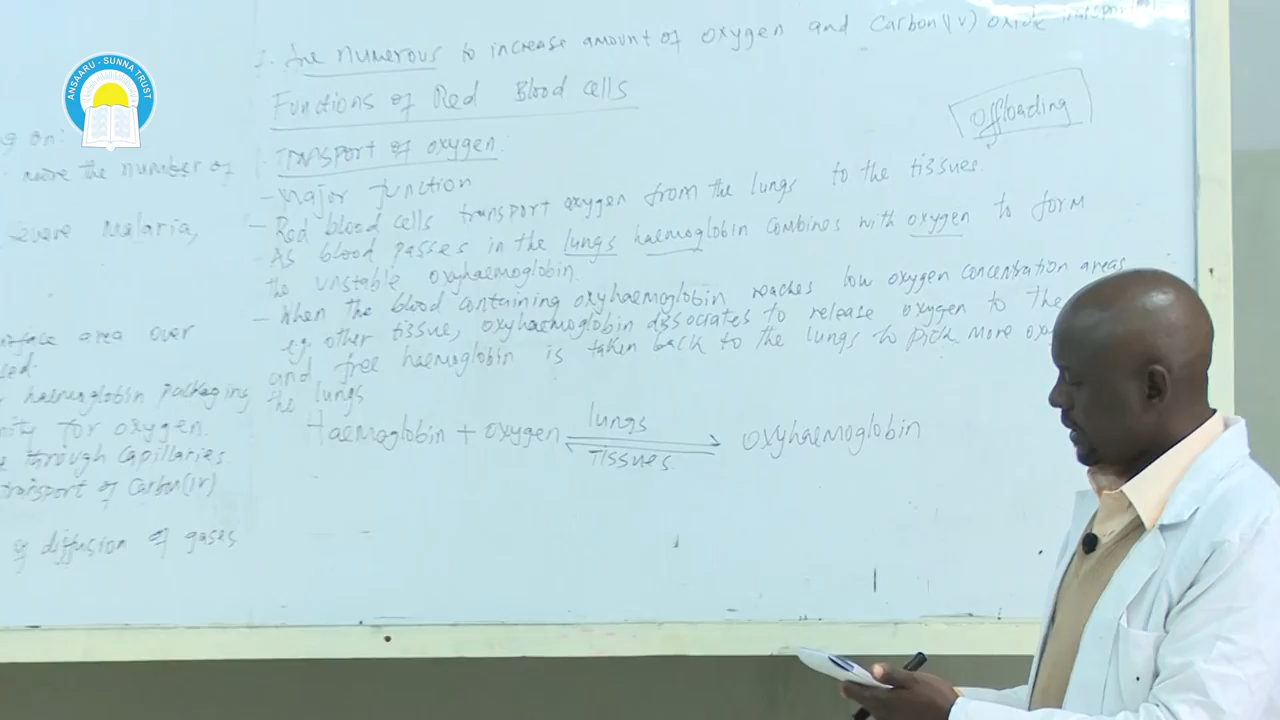 ANSAARU - SUNNA TRUST
are numerous to increase amount of oxygen and Carbon(IV) oxide
Functions of Red Blood cells
Offloading
Transport of oxygen.
- Major function
- Red blood cells transport oxygen from the lungs to the tissues.
- As blood passes in the lungs haemoglobin combines with oxygen to form
the unstable oxyhaemoglobin.
- When the blood containing oxyhaemoglobin reaches low oxygen concentration areas
eg. other tissue, oxyhaemoglobin dissocrates to release oxygen to the
and free haemoglobin is taken back to the lungs to pick more
the lungs
Haemoglobin + oxygen lungs oxyhaemoglobin
Tissues.
on:
more the number of
Severe Malaria,
surface area over
haemoglobin packaging
for oxygen.
through Capillaries.
transport of Carbon(IV)
of diffusion of gases